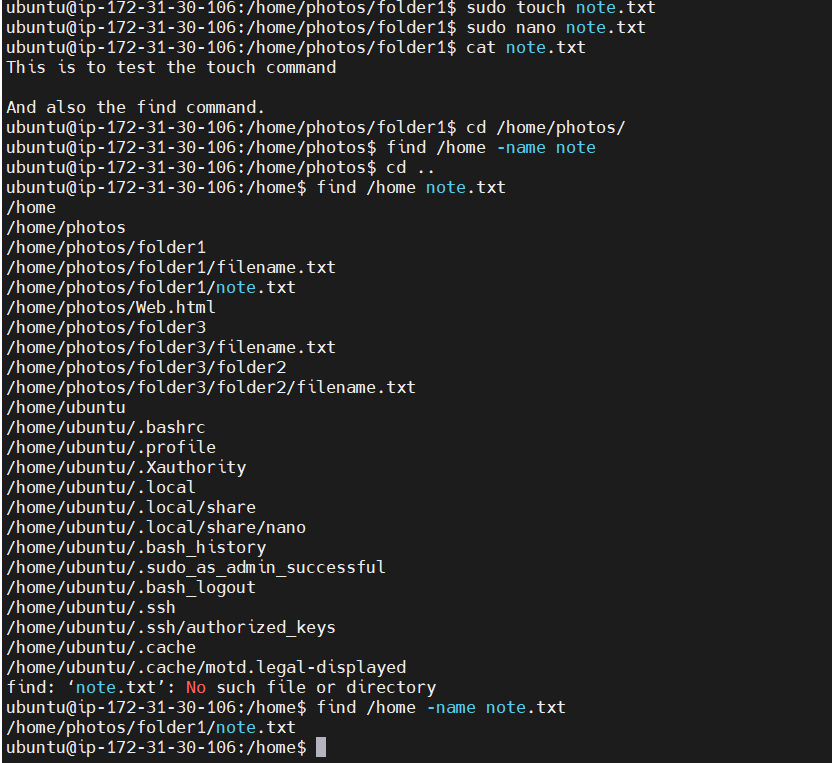 ubuntu@ip-172-31-30-106:/home/photos/folder1$ sudo touch note.txt
ubuntu@ip-172-31-30-106:/home/photos/folder1$ sudo nano note.txt
ubuntu@ip-172-31-30-106:/home/photos/folder1$ cat note.txt
This is to test the touch command

And also the find command.
ubuntu@ip-172-31-30-106:/home/photos/folder1$ cd /home/photos/
ubuntu@ip-172-31-30-106:/home/photos$ find /home -name note
ubuntu@ip-172-31-30-106:/home/photos$ cd ..
ubuntu@ip-172-31-30-106:/home$ find /home note.txt
/home
/home/photos
/home/photos/folder1
/home/photos/folder1/filename.txt
/home/photos/folder1/note.txt
/home/photos/Web.html
/home/photos/folder3
/home/photos/folder3/filename.txt
/home/photos/folder3/folder2
/home/photos/folder3/folder2/filename.txt
/home/ubuntu
/home/ubuntu/.bashrc
/home/ubuntu/.profile
/home/ubuntu/.Xauthority
/home/ubuntu/.local
/home/ubuntu/.local/share
/home/ubuntu/.local/share/nano
/home/ubuntu/.bash_history
/home/ubuntu/.sudo_as_admin_successful
/home/ubuntu/.bash_logout
/home/ubuntu/.ssh
/home/ubuntu/.ssh/authorized_keys
/home/ubuntu/.cache
/home/ubuntu/.cache/motd.legal-displayed
find: ‘note.txt’: No such file or directory
ubuntu@ip-172-31-30-106:/home$ find /home -name note.txt
/home/photos/folder1/note.txt
ubuntu@ip-172-31-30-106:/home$